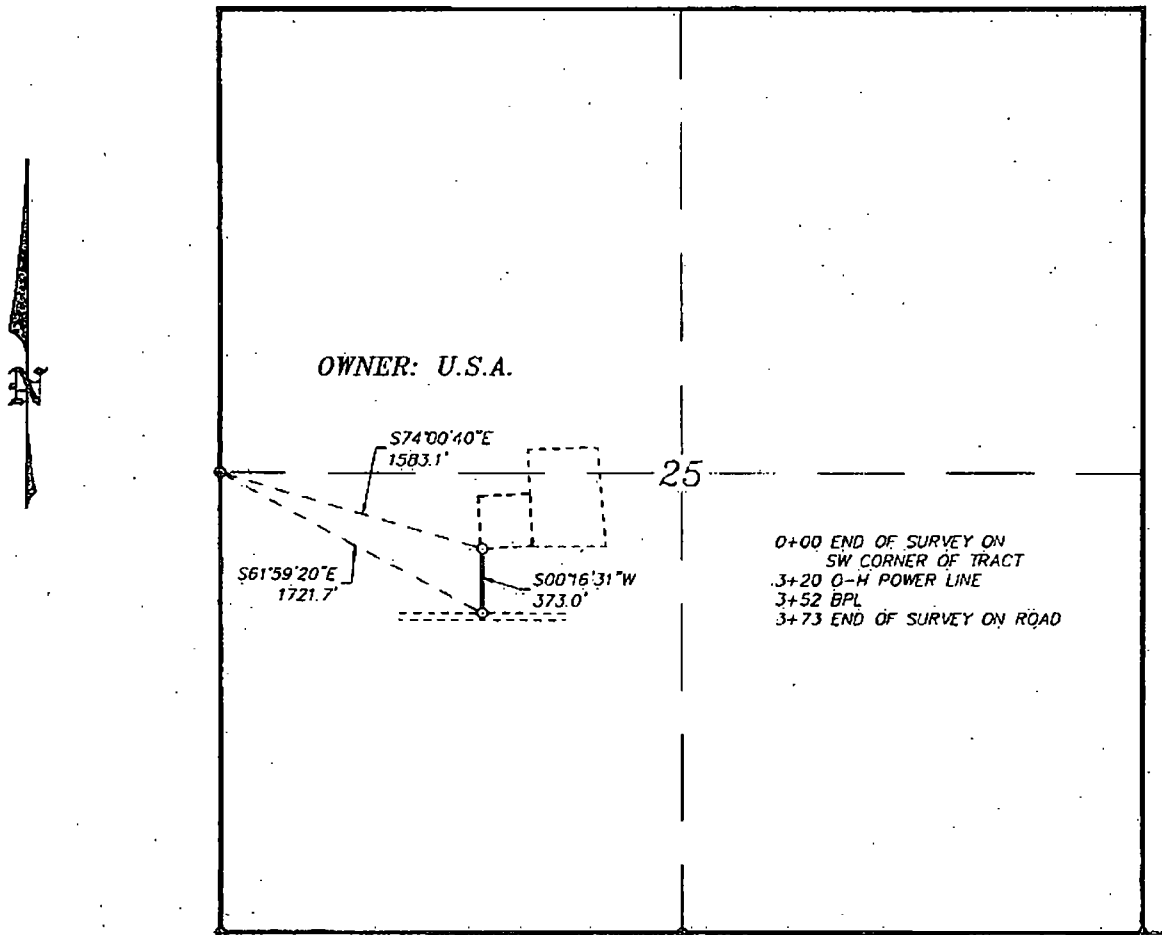 OWNER: U.S.A.
S74°00'40"E
1583.1'
25
S61°59'20"E
1721.7'
S00°16'31"W
373.0'
0+00 END OF SURVEY ON
SW CORNER OF TRACT
3+20 O-H POWER LINE
3+52 BPL
3+73 END OF SURVEY ON ROAD